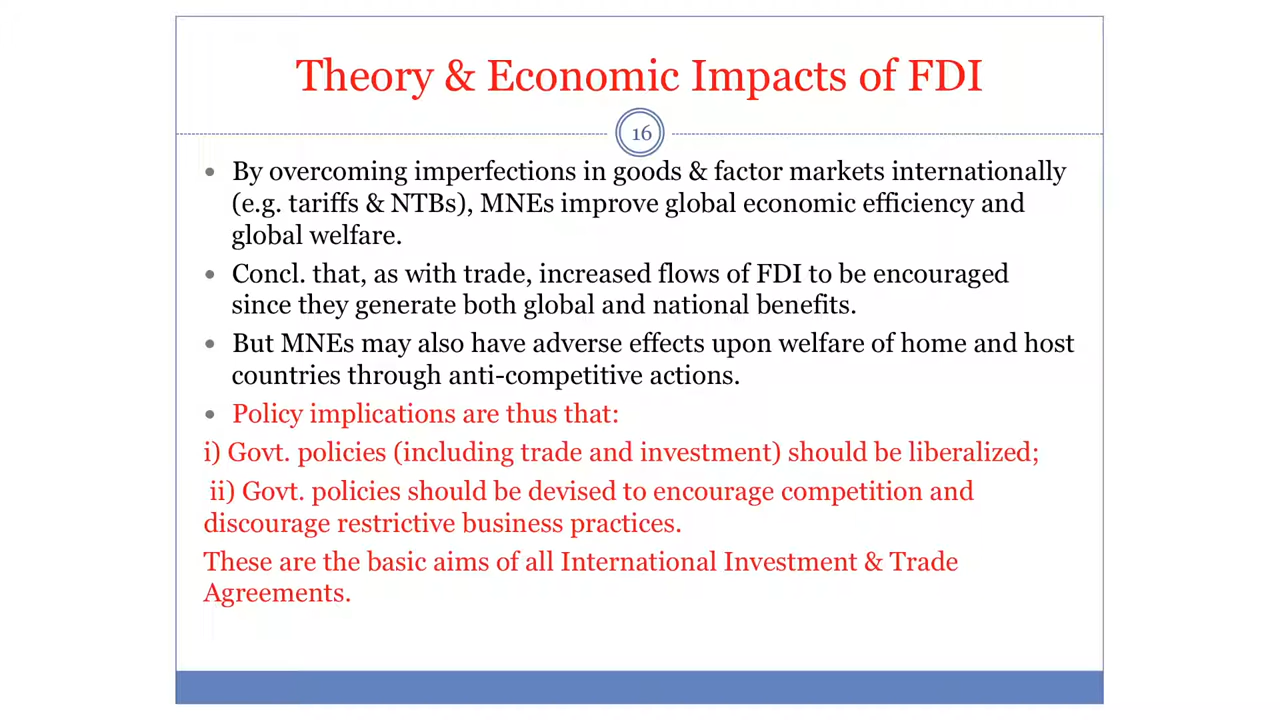 Theory & Economic Impacts of FDI
16
• By overcoming imperfections in goods & factor markets internationally
(e.g. tariffs & NTBs), MNEs improve global economic efficiency and
global welfare.
• Concl. that, as with trade, increased flows of FDI to be encouraged
since they generate both global and national benefits.
• But MNEs may also have adverse effects upon welfare of home and host
countries through anti-competitive actions.
• Policy implications are thus that:
i) Govt. policies (including trade and investment) should be liberalized;
ii) Govt. policies should be devised to encourage competition and
discourage restrictive business practices.
These are the basic aims of all International Investment & Trade
Agreements.